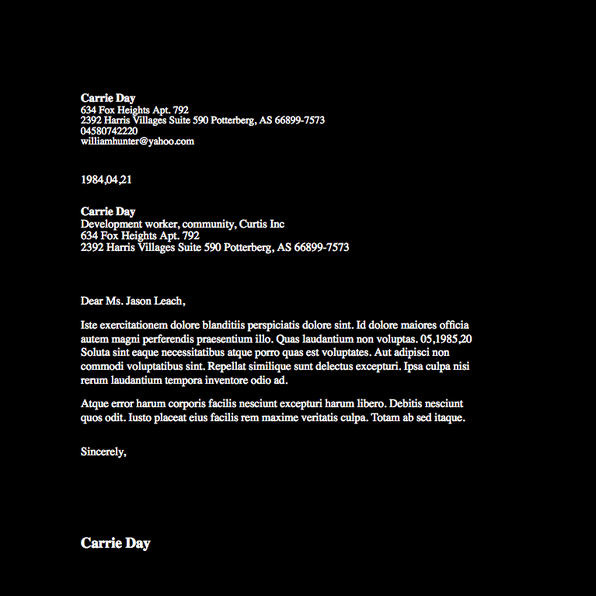 Carrie Day
634 Fox Heights Apt. 792
2392 Harris Villages Suite 590 Potterberg, AS 66899-7573
04580742220
williamhunter@yahoo.com
1984,04,21
Carrie Day
Development worker, community, Curtis Inc
634 Fox Heights Apt. 792
2392 Harris Villages Suite 590 Potterberg, AS 66899-7573
Dear Ms. Jason Leach,
Iste exercitationem dolore blanditiis perspiciatis dolore sint. Id dolore maiores officia
autem magni perferendis praesentium illo. Quas laudantium non voluptas. 05,1985,20
Soluta sint eaque necessitatibus atque porro quas est voluptates. Aut adipisci non
commodi voluptatibus sint. Repellat similique sunt delectus excepturi. Ipsa culpa nisi
rerum laudantium tempora inventore odio ad.
Atque error harum corporis facilis nesciunt excepturi harum libero. Debitis nesciunt
quos odit. Iusto placeat eius facilis rem maxime veritatis culpa. Totam ab sed itaque.
Sincerely,
Carrie Day